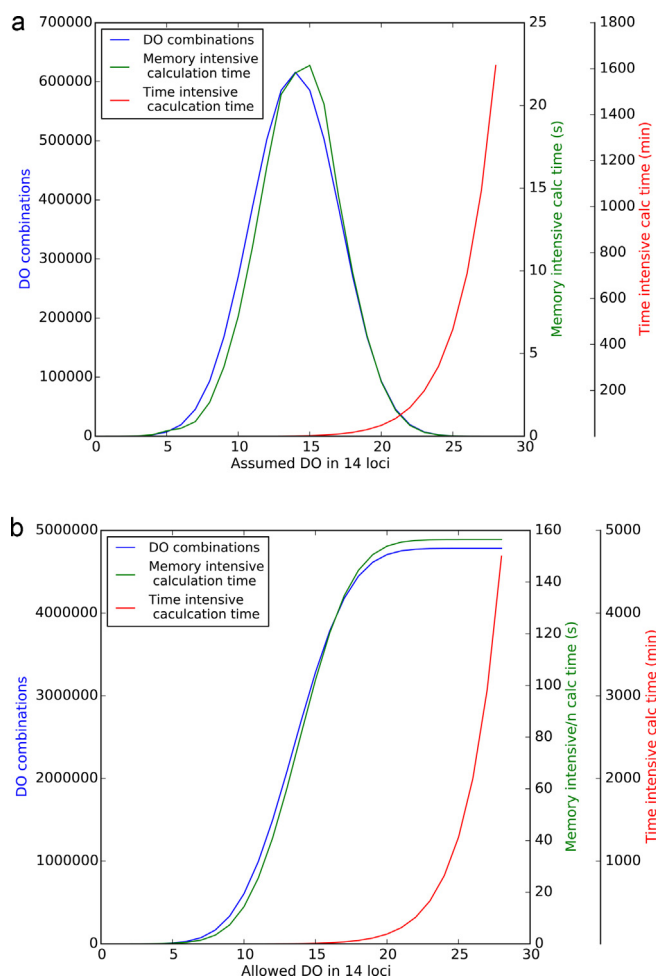 a
700000
600000
500000
400000
300000
200000
100000
0
DO combinations
DO combinations
Memory intensive
calculation time
Time intensive
caculcation time
0
5
10
15
20
25
30
Assumed DO in 14 loci
25
20
15
10
5
0
Memory intensive calc time (s)
1800
1600
1400
1200
1000
800
600
400
200
Time intensive calc time (min)
b
5000000
4000000
3000000
2000000
1000000
0
DO combinations
DO combinations
Memory intensive
calculation time
Time intensive
caculcation time
0
5
10
15
20
25
30
Allowed DO in 14 loci
160
140
120
100
80
60
40
20
0
Memory intensive/n calc time (s)
5000
4000
3000
2000
1000
Time intensive calc time (min)